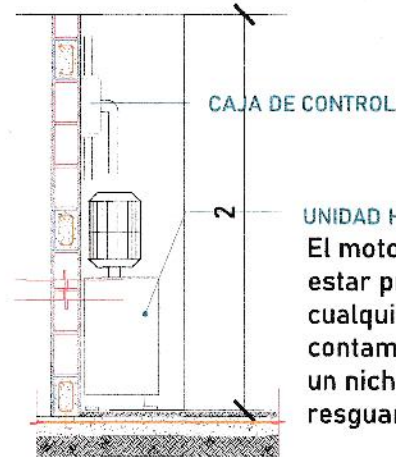 CAJA DE CONTROL
2
UNIDAD H
El moto
estar p
cualqui
contam
un nich
resguar